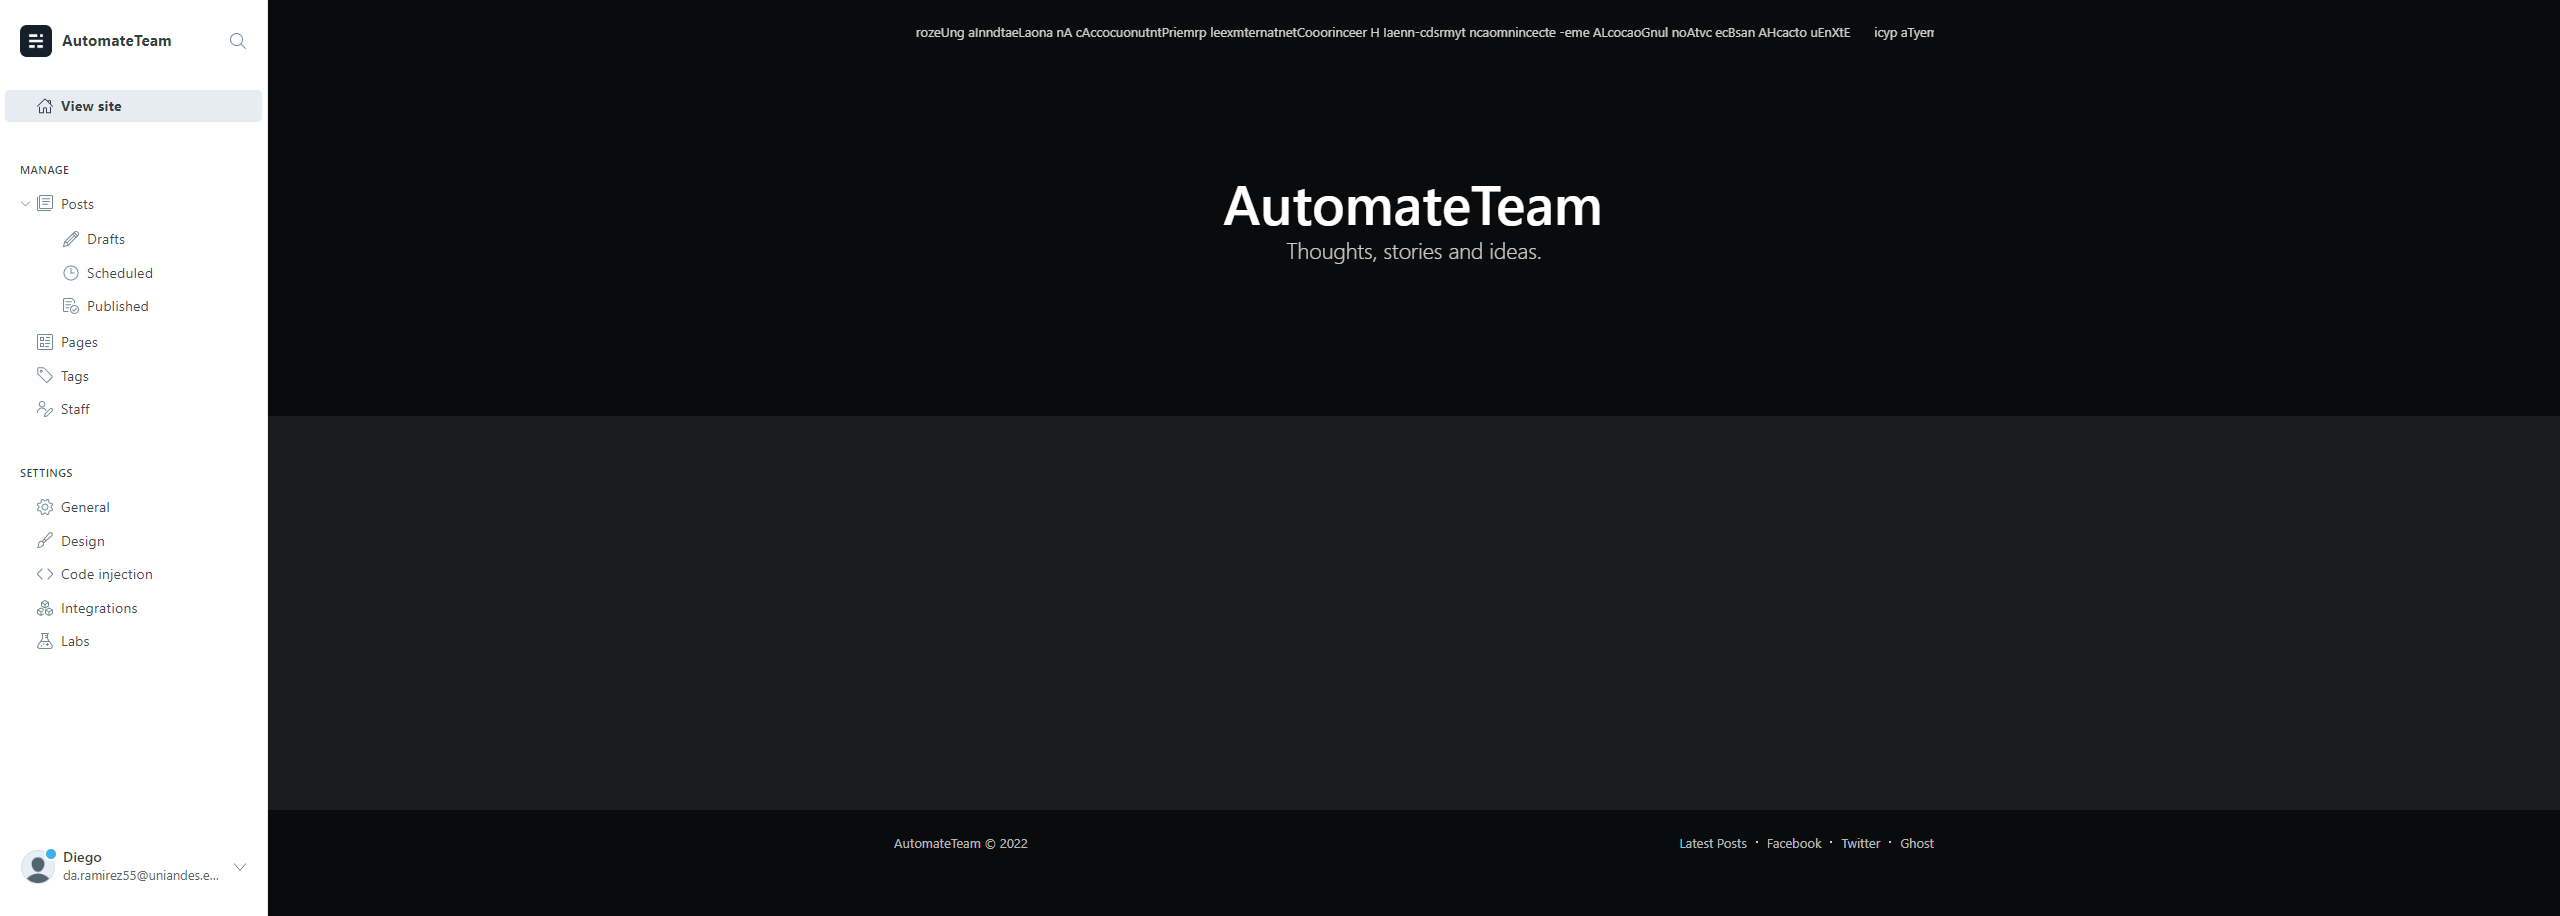 AutomateTeam
View site
MANAGE
Posts
Drafts
Scheduled
Published
Pages
Tags
Staff
SETTINGS
General
Design
Code injection
Integrations
Labs
Diego
da.ramirez55@uniandes.e...
rozeUng aInndtaeLaona nA cAccocuonutntPriemrp leexmternatnetCooorinceer H Iaenn-cdsrmyt ncaomnincecte -eme ALcocaoGnul noAtvc ecBsan AHcacto uEnXtE
icyp aTyem
AutomateTeam
Thoughts, stories and ideas.
AutomateTeam © 2022
Latest Posts · Facebook · Twitter · Ghost